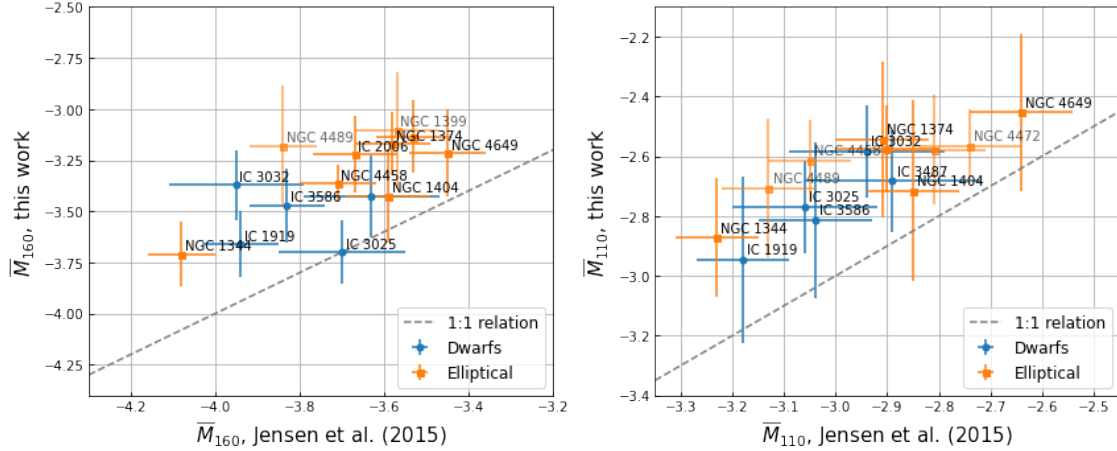 −2.50
−2.75
−3.00
−3.25
−3.50
−3.75
−4.00
−4.25
M̅160, this work
NGC 4489
NGC 1399
NGC 1374
IC 2006
NGC 4649
IC 3032
NGC 4458
IC 3586
NGC 1404
IC 1919
NGC 1344
IC 3025
1:1 relation
Dwarfs
Elliptical
−4.2
−4.0
−3.8
−3.6
−3.4
−3.2
M̅160, Jensen et al. (2015)
−2.2
−2.4
−2.6
−2.8
−3.0
−3.2
−3.4
M̅110, this work
NGC 4649
NGC 1374
IC 3032
NGC 4472
NGC 4458
NGC 4489
IC 3487
NGC 1404
IC 3025
IC 3586
NGC 1344
IC 1919
1:1 relation
Dwarfs
Elliptical
−3.3
−3.2
−3.1
−3.0
−2.9
−2.8
−2.7
−2.6
−2.5
M̅110, Jensen et al. (2015)